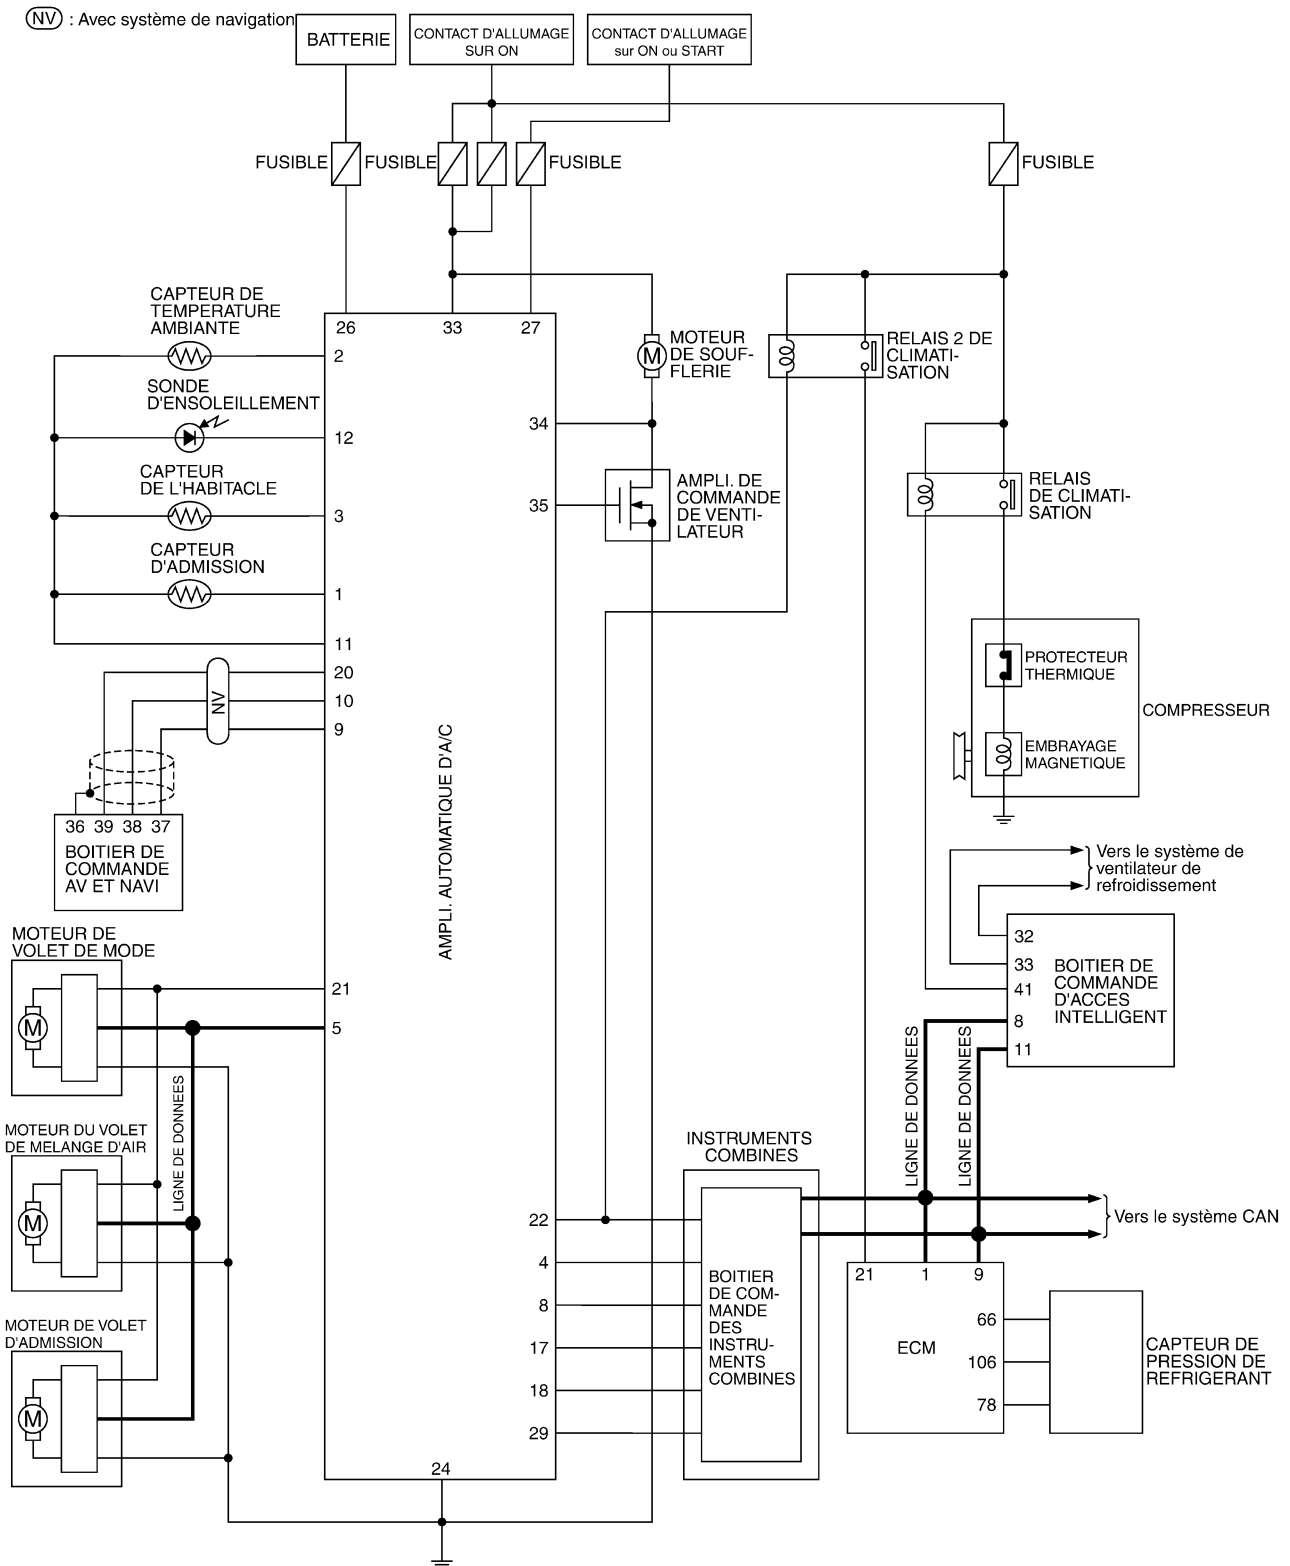 NV : Avec système de navigation
BATTERIE
CONTACT D'ALLUMAGE
SUR ON
CONTACT D'ALLUMAGE
sur ON ou START
FUSIBLE
FUSIBLE
FUSIBLE
FUSIBLE
26
33
27
CAPTEUR DE
TEMPERATURE
AMBIANTE
2
SONDE
D'ENSOLEILLEMENT
12
CAPTEUR
DE L'HABITACLE
3
CAPTEUR
D'ADMISSION
1
11
20
10
9
NV
36 39 38 37
BOITIER DE
COMMANDE
AV ET NAVI
AMPLI. AUTOMATIQUE D'A/C
M
MOTEUR
DE SOUF-
FLERIE
34
35
AMPLI. DE
COMMANDE
DE VENTI-
LATEUR
RELAIS 2 DE
CLIMATI-
SATION
RELAIS
DE CLIMATI-
SATION
PROTECTEUR
THERMIQUE
COMPRESSEUR
EMBRAYAGE
MAGNETIQUE
Vers le système de
ventilateur de
refroidissement
32
33
41
8
11
BOITIER DE
COMMANDE
D'ACCES
INTELLIGENT
LIGNE DE DONNEES
LIGNE DE DONNEES
MOTEUR DE
VOLET DE MODE
M
21
5
LIGNE DE DONNEES
MOTEUR DU VOLET
DE MELANGE D'AIR
M
MOTEUR DE VOLET
D'ADMISSION
M
22
4
8
17
18
29
24
INSTRUMENTS
COMBINES
BOITIER
DE COM-
MANDE
DES
INSTRU-
MENTS
COMBINES
Vers le système CAN
21 1 9
ECM
66
106
78
CAPTEUR DE
PRESSION DE
REFRIGERANT